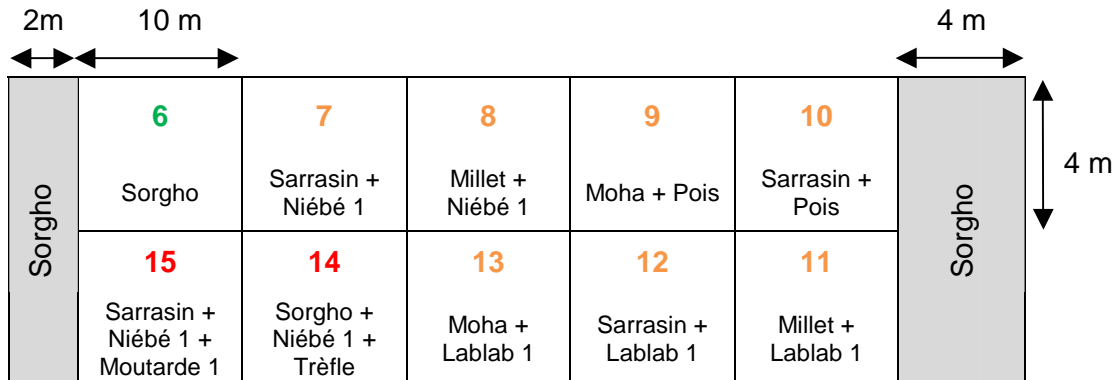 2m
10 m
4 m
6
7
8
9
10
Sorgho
Sarrasin +
Niébé 1
Millet +
Niébé 1
Moha + Pois
Sarrasin +
Pois
4 m
Sorgho
Sorgho
15
14
13
12
11
Sarrasin +
Niébé 1 +
Moutarde 1
Sorgho +
Niébé 1 +
Trèfle
Moha +
Lablab 1
Sarrasin +
Lablab 1
Millet +
Lablab 1